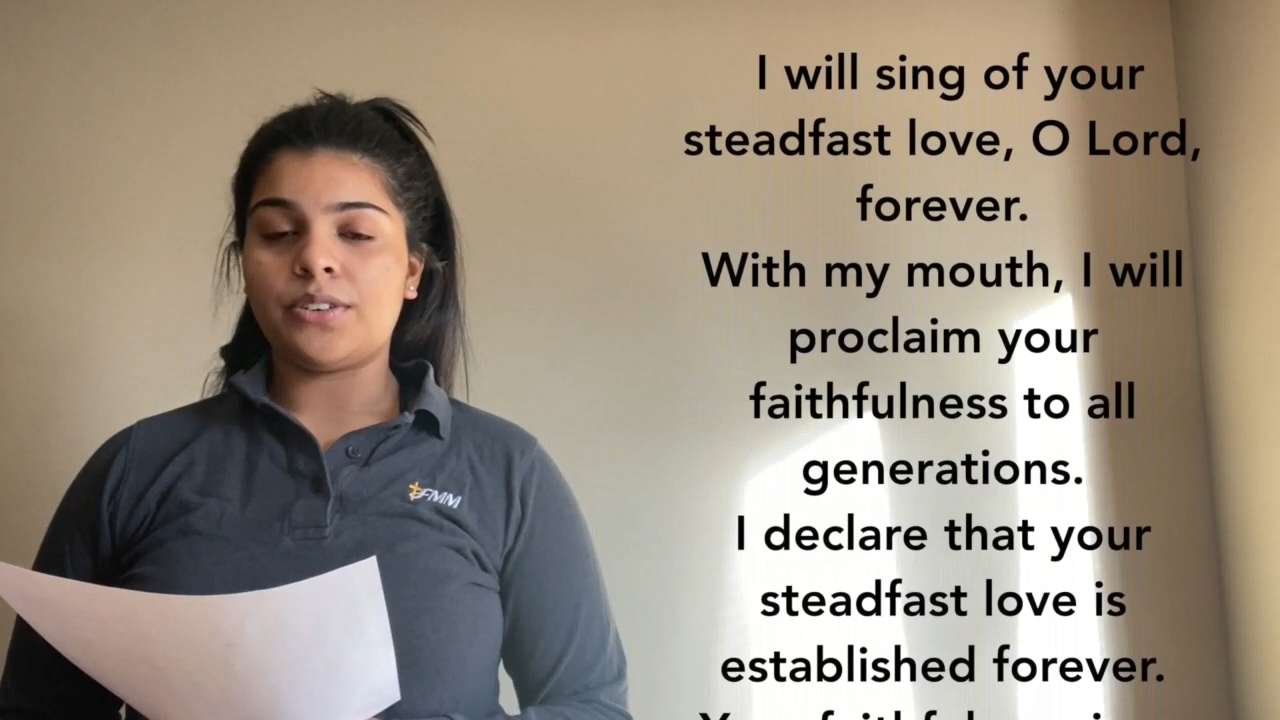 I will sing of your
steadfast love, O Lord,
forever.
With my mouth, I will
proclaim your
faithfulness to all
generations.
I declare that your
steadfast love is
established forever.
FMM